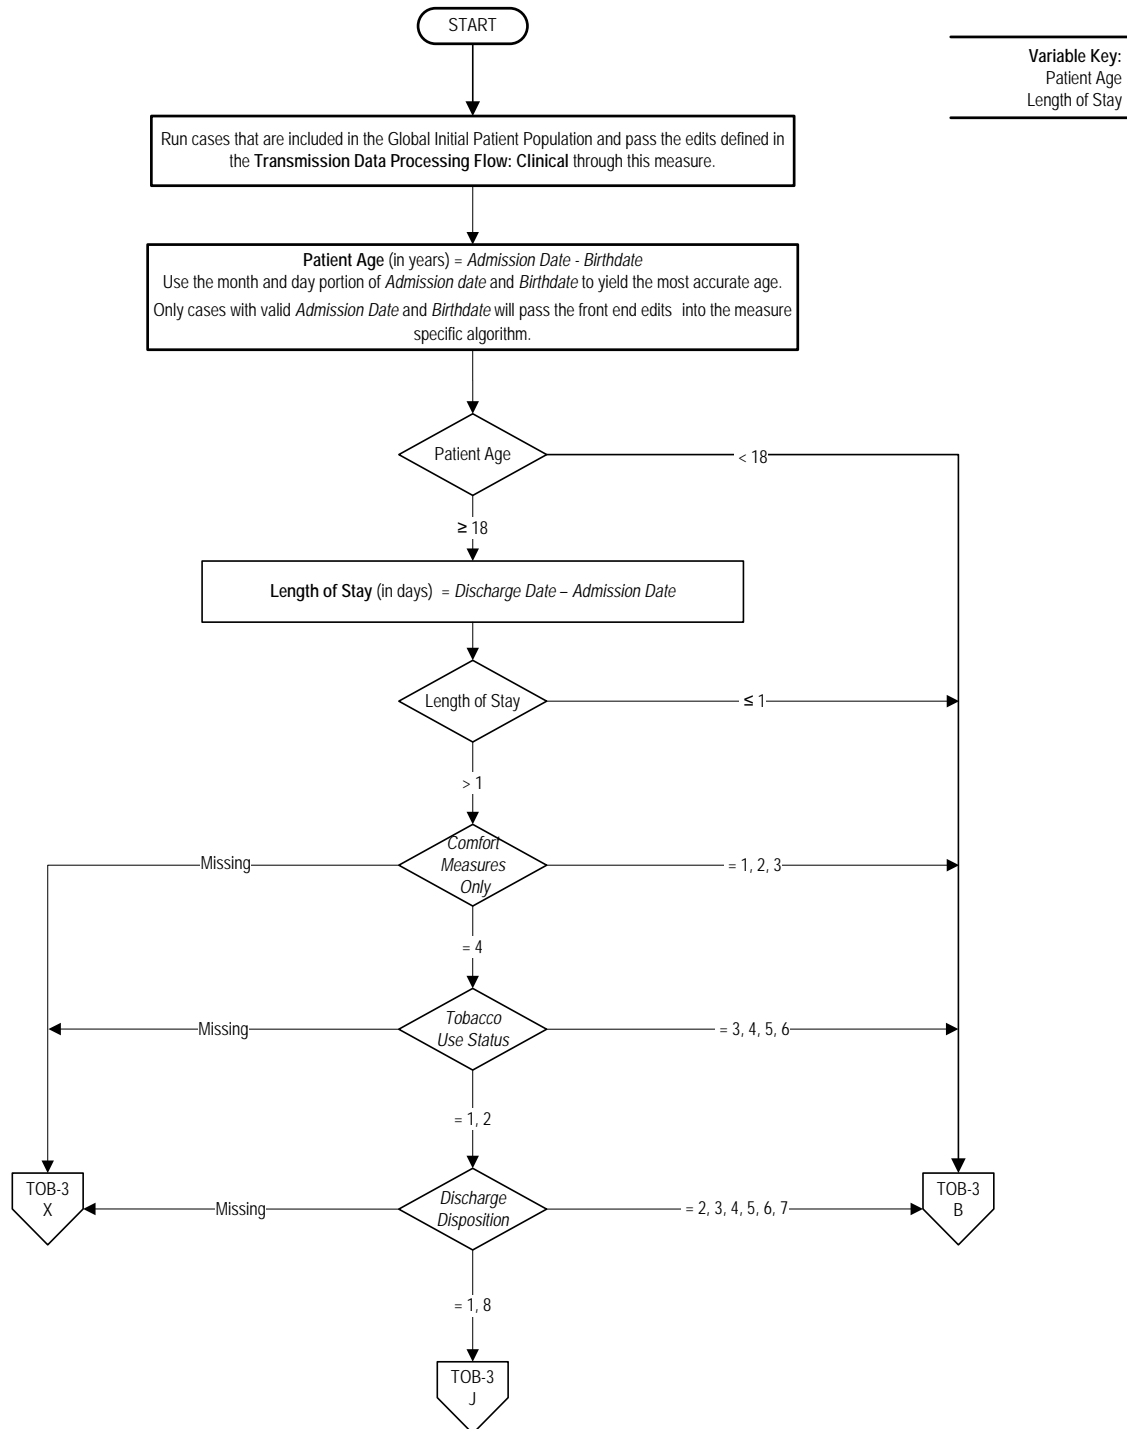 START
Variable Key:
Patient Age
Length of Stay
Run cases that are included in the Global Initial Patient Population and pass the edits defined in
the Transmission Data Processing Flow: Clinical through this measure.
Patient Age (in years) = Admission Date - Birthdate
Use the month and day portion of Admission date and Birthdate to yield the most accurate age.
Only cases with valid Admission Date and Birthdate will pass the front end edits into the measure
specific algorithm.
Patient Age
< 18
≥ 18
Length of Stay (in days) = Discharge Date – Admission Date
Length of Stay
≤ 1
> 1
Missing
Comfort
Measures
Only
= 1, 2, 3
= 4
Missing
Tobacco
Use Status
= 3, 4, 5, 6
= 1, 2
TOB-3
X
Missing
Discharge
Disposition
= 2, 3, 4, 5, 6, 7
TOB-3
B
= 1, 8
TOB-3
J